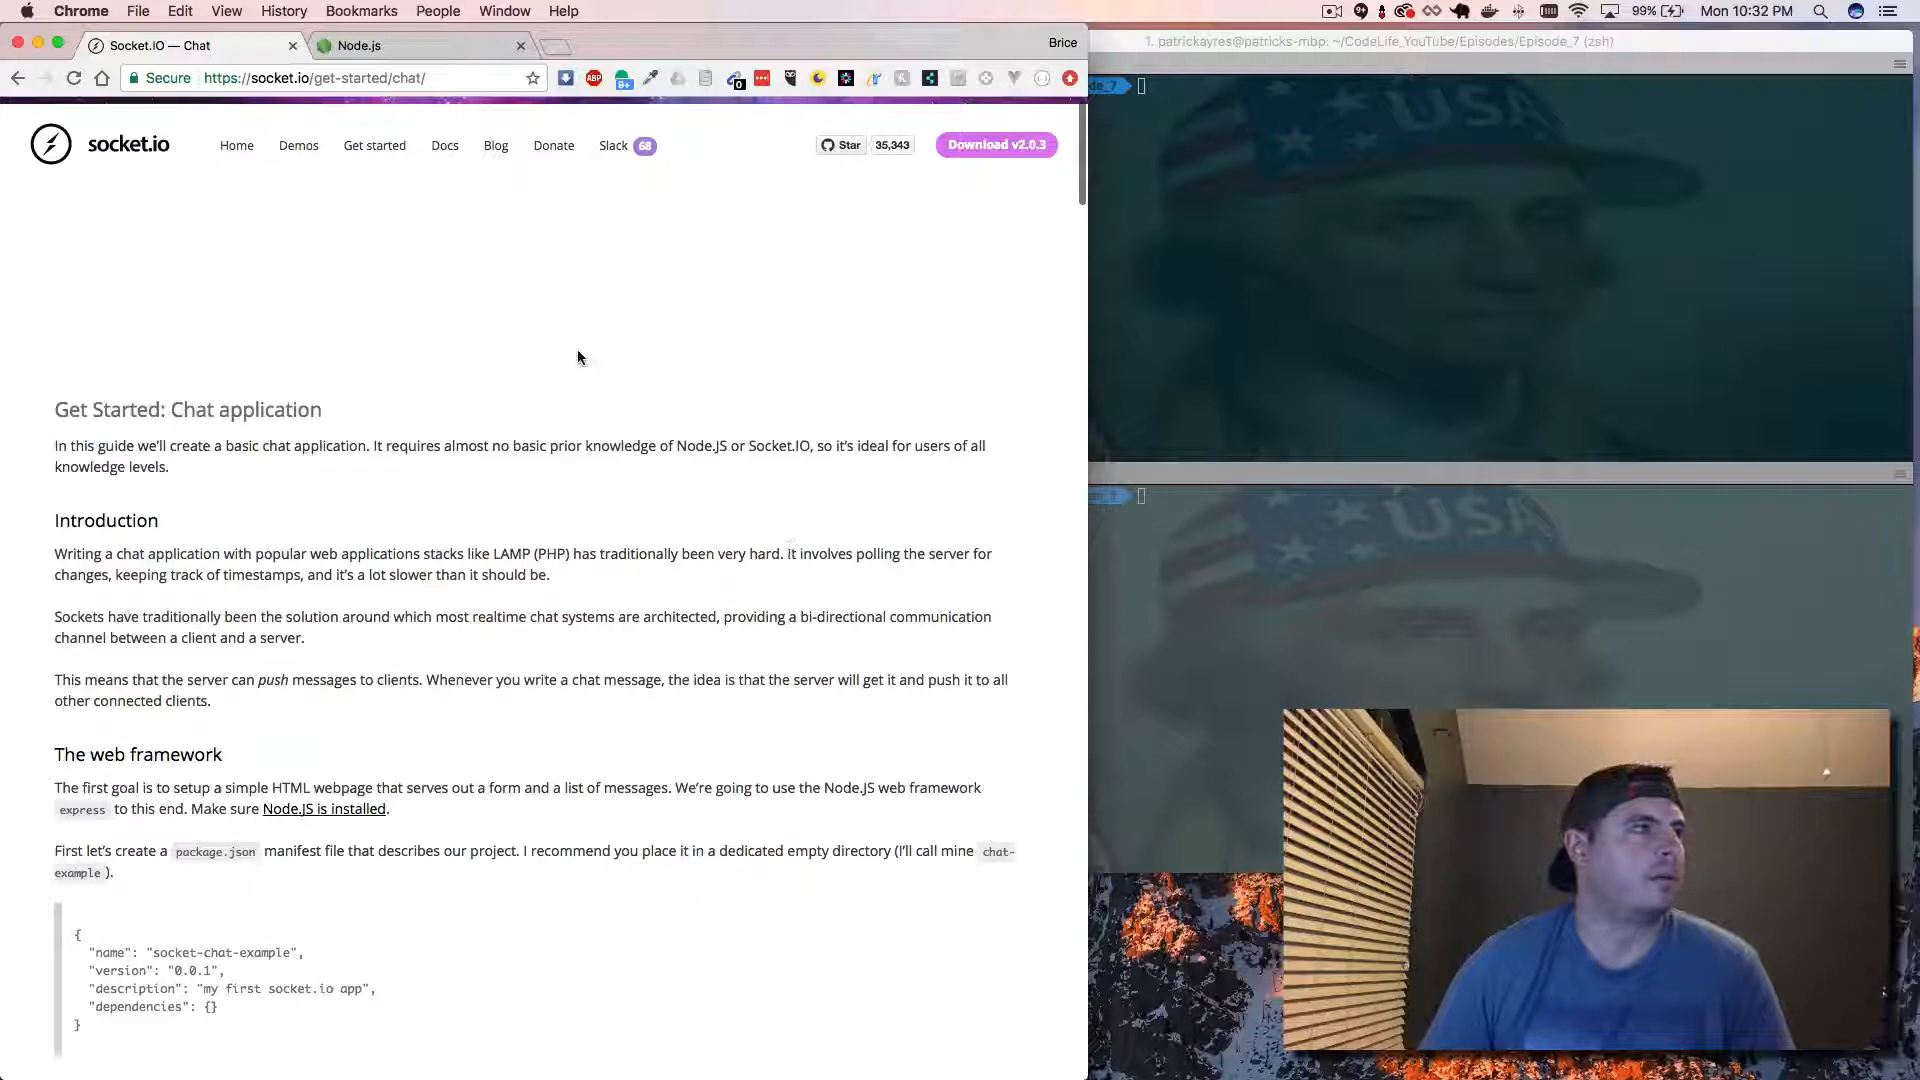 Chrome File Edit View History Bookmarks People Window Help
99% Mon 10:32 PM
Socket.IO — Chat
Node.js
Brice
1. patrickayres@patricks-mbp: ~/CodeLife_YouTube/Episodes/Episode_7 (zsh)
Secure https://socket.io/get-started/chat/
ABP 9+ 0
de_7
socket.io Home Demos Get started Docs Blog Donate Slack 68 Star 35,343 Download v2.0.3
USA
Get Started: Chat application
In this guide we’ll create a basic chat application. It requires almost no basic prior knowledge of Node.JS or Socket.IO, so it’s ideal for users of all
knowledge levels.
USA
Introduction
Writing a chat application with popular web applications stacks like LAMP (PHP) has traditionally been very hard. It involves polling the server for
changes, keeping track of timestamps, and it’s a lot slower than it should be.
Sockets have traditionally been the solution around which most realtime chat systems are architected, providing a bi-directional communication
channel between a client and a server.
This means that the server can push messages to clients. Whenever you write a chat message, the idea is that the server will get it and push it to all
other connected clients.
The web framework
The first goal is to setup a simple HTML webpage that serves out a form and a list of messages. We’re going to use the Node.JS web framework
express to this end. Make sure Node.JS is installed.
First let’s create a package.json manifest file that describes our project. I recommend you place it in a dedicated empty directory (I’ll call mine chat-
example ).
{
"name": "socket-chat-example",
"version": "0.0.1",
"description": "my first socket.io app",
"dependencies": {}
}